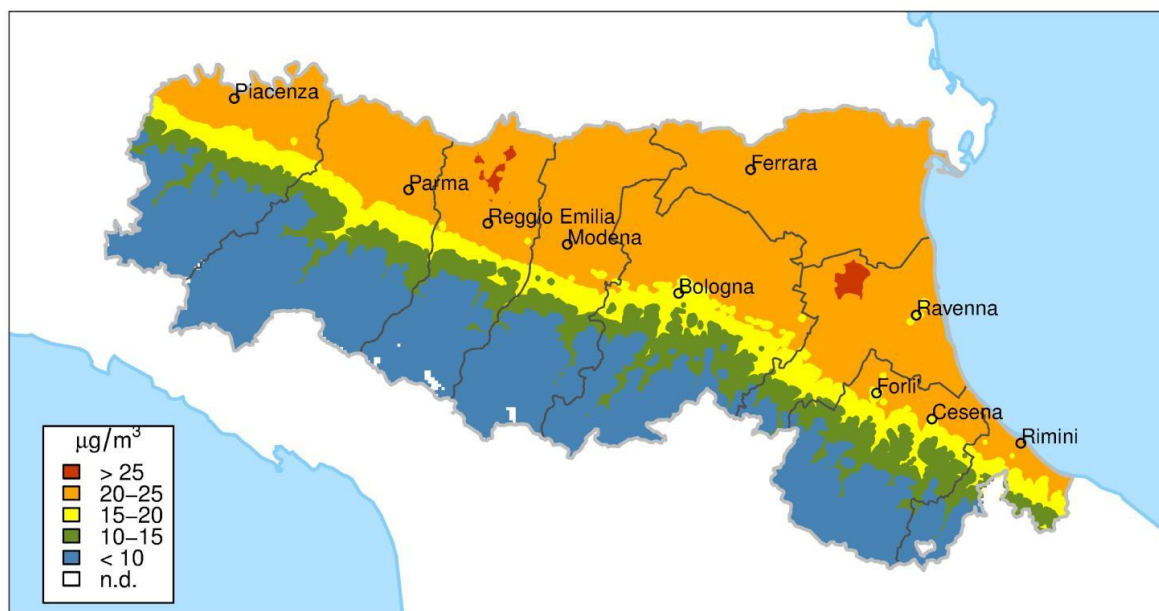 Piacenza
Parma
Reggio Emilia
Modena
Ferrara
Bologna
Ravenna
Forli'
Cesena
Rimini
µg/m³
> 25
20–25
15–20
10–15
< 10
n.d.